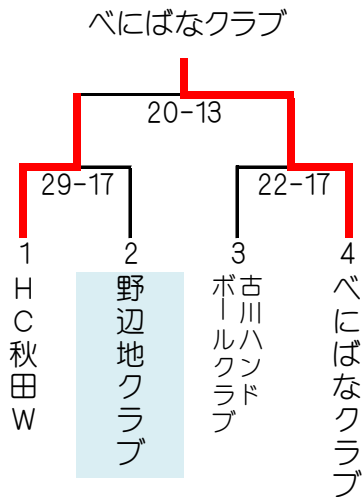 べにばなクラブ
20-13
29-17
22-17
1
2
3
4
HC秋田W
野辺地クラブ
古川ハンド
ボールクラブ
べにばなクラブ